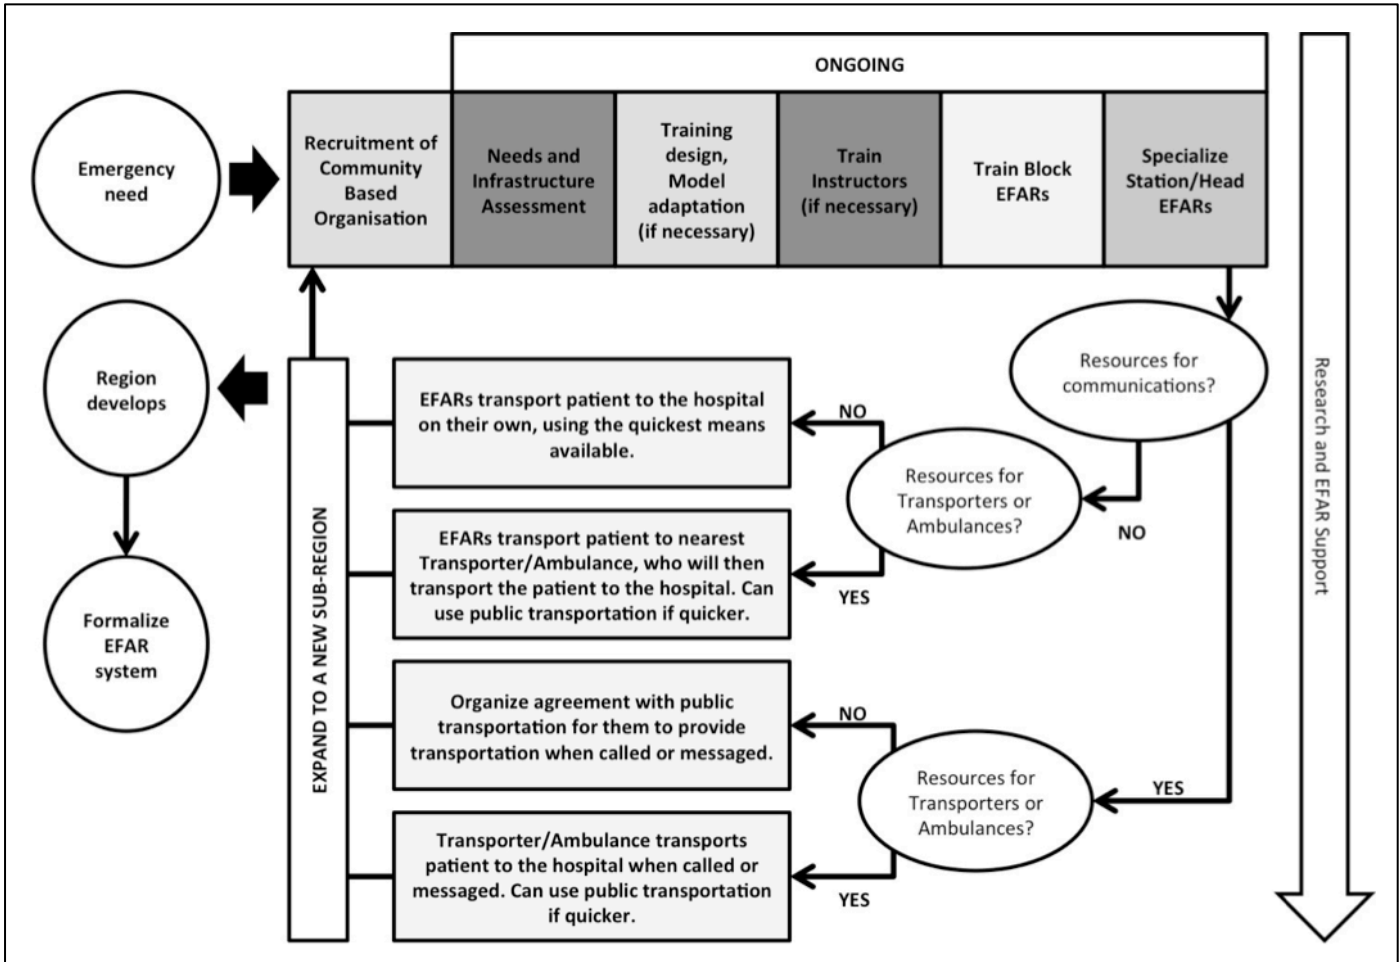 ONGOING
Emergency
need
Recruitment of
Community
Based
Organisation
Needs and
Infrastructure
Assessment
Training
design,
Model
adaptation
(if necessary)
Train
Instructors
(if necessary)
Train Block
EFARs
Specialize
Station/Head
EFARs
Region
develops
Formalize
EFAR
system
EXPAND TO A NEW SUB-REGION
EFARs transport patient to the hospital
on their own, using the quickest means
available.
EFARs transport patient to nearest
Transporter/Ambulance, who will then
transport the patient to the hospital. Can
use public transportation if quicker.
Organize agreement with public
transportation for them to provide
transportation when called or messaged.
Transporter/Ambulance transports
patient to the hospital when called or
messaged. Can use public transportation
if quicker.
Resources for
communications?
NO
Resources for
Transporters or
Ambulances?
NO
YES
YES
Resources for
Transporters or
Ambulances?
NO
YES
Research and EFAR Support